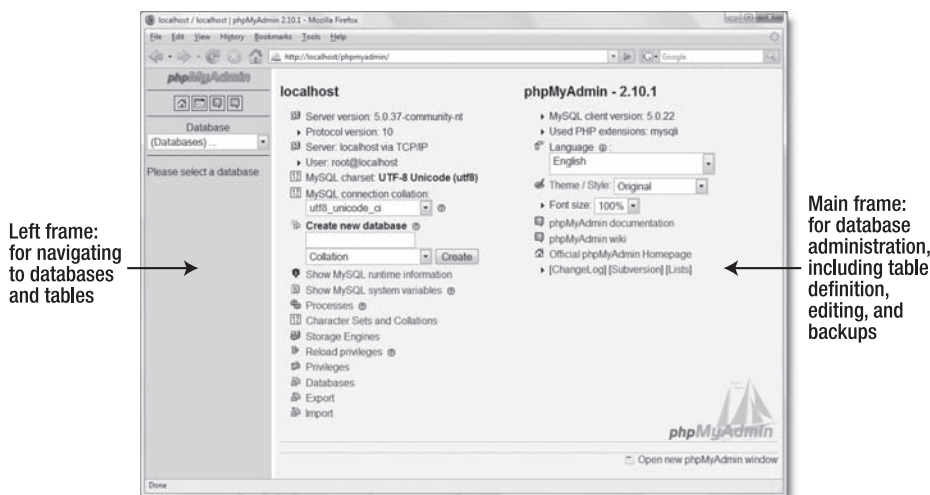 localhost / localhost | phpMyAdmin 2.10.1 - Mozilla Firefox
File Edit View History Bookmarks Tools Help
http://localhost/phpmyadmin/
Google
phpMyAdmin
Database
(Databases) ...
Please select a database
localhost
Server version: 5.0.37-community-nt
Protocol version: 10
Server: localhost via TCP/IP
User: root@localhost
MySQL charset: UTF-8 Unicode (utf8)
MySQL connection collation:
utf8_unicode_ci
Create new database
Collation
Create
Show MySQL runtime information
Show MySQL system variables
Processes
Character Sets and Collations
Storage Engines
Reload privileges
Privileges
Databases
Export
Import
phpMyAdmin - 2.10.1
MySQL client version: 5.0.22
Used PHP extensions: mysqli
Language :
English
Theme / Style: Original
Font size: 100%
phpMyAdmin documentation
phpMyAdmin wiki
Official phpMyAdmin Homepage
[ChangeLog] [Subversion] [Lists]
phpMyAdmin
Open new phpMyAdmin window
Done
Left frame:
for navigating
to databases
and tables
Main frame:
for database
administration,
including table
definition,
editing, and
backups